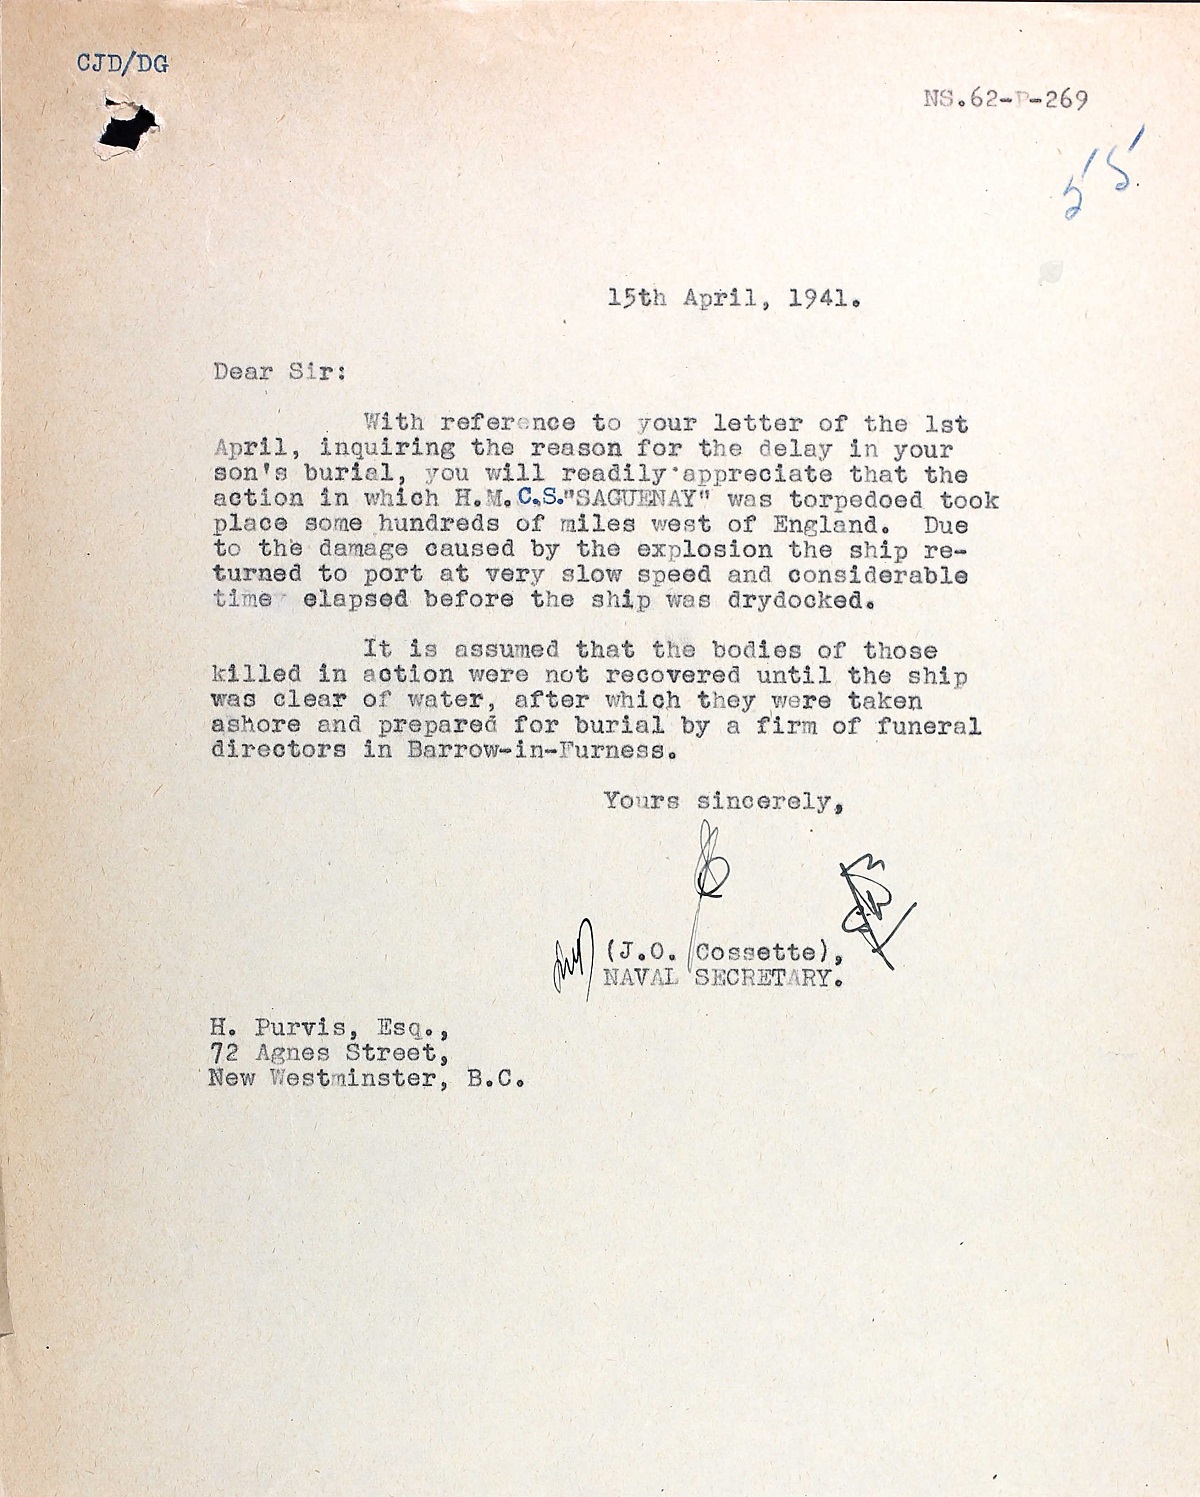 CJD/DG
NS.62-P-269
55
15th April, 1941.
Dear Sir:
With reference to your letter of the 1st
April, inquiring the reason for the delay in your
son's burial, you will readily appreciate that the
action in which H.M.C.S."SAGUENAY" was torpedoed took
place some hundreds of miles west of England. Due
to the damage caused by the explosion the ship re-
turned to port at very slow speed and considerable
time elapsed before the ship was drydocked.
It is assumed that the bodies of those
killed in action were not recovered until the ship
was clear of water, after which they were taken
ashore and prepared for burial by a firm of funeral
directors in Barrow-in-Furness.
Yours sincerely,
(J.O. Cossette),
NAVAL SECRETARY.
H. Purvis, Esq.,
72 Agnes Street,
New Westminster, B.C.